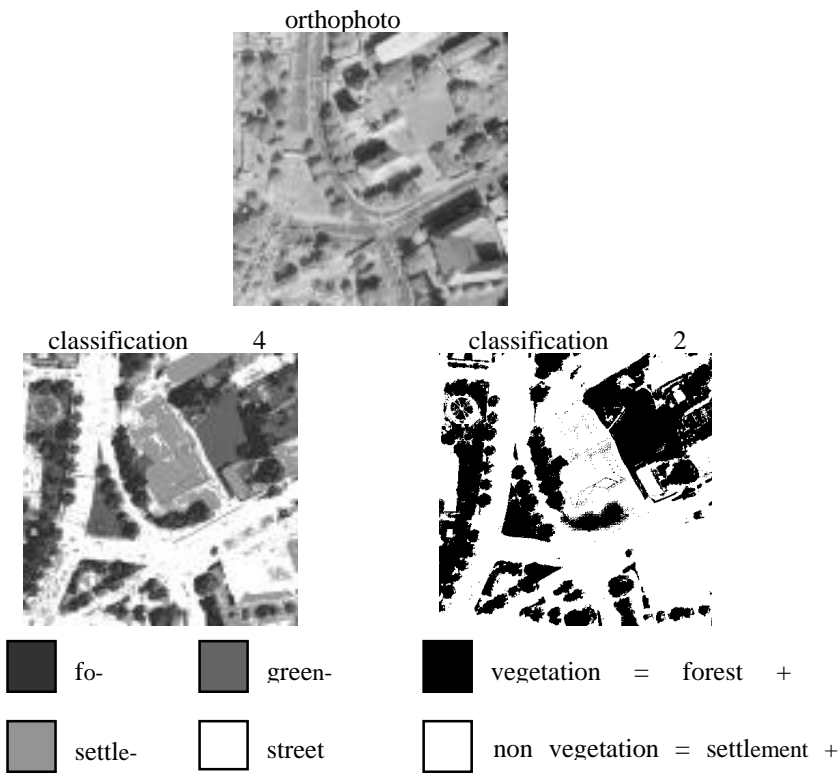 orthophoto
classification 4
classification 2
fo-
green-
vegetation = forest +
settle-
street
non vegetation = settlement +